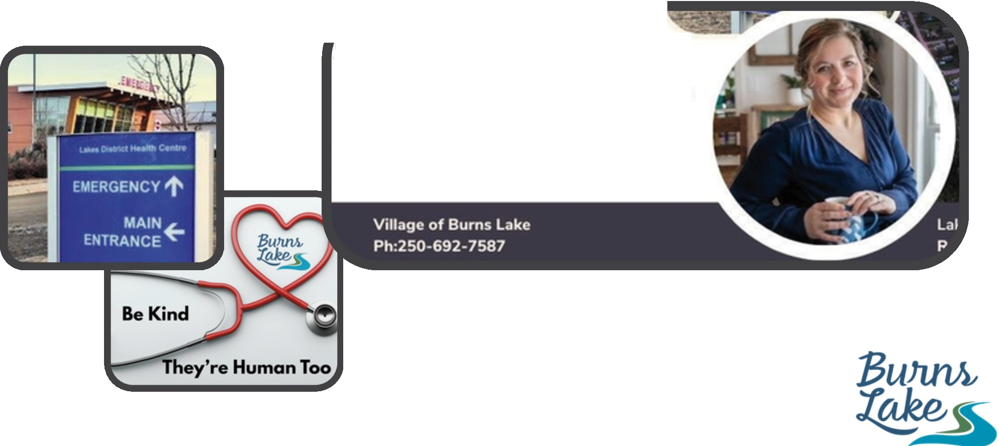 EMERGENCY
Lakes District Health Centre
EMERGENCY
MAIN
ENTRANCE
Burns
Lake
Be Kind
They’re Human Too
Village of Burns Lake
Ph:250-692-7587
Burns
Lake